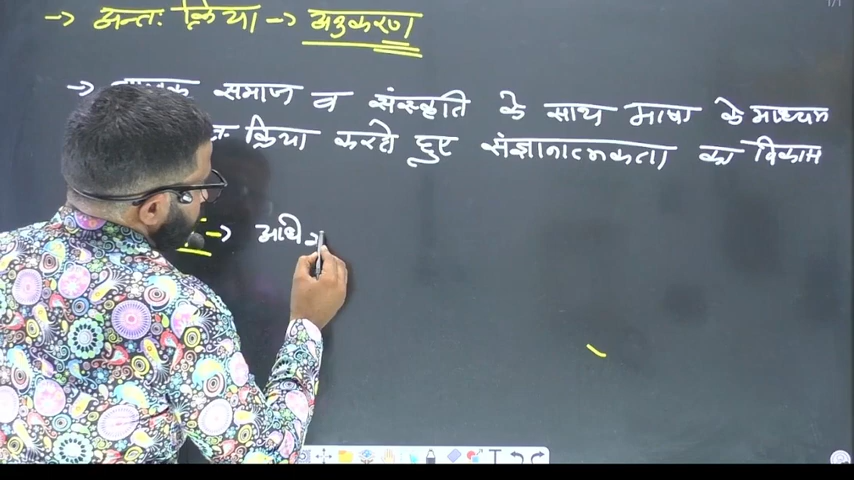 → अन्तः क्रिया → अनुकरण
→ समाज व संस्कृति के साथ भाषा के माध्यम
क्रिया करते हुए संज्ञानात्मकता का विकास
→ अधि